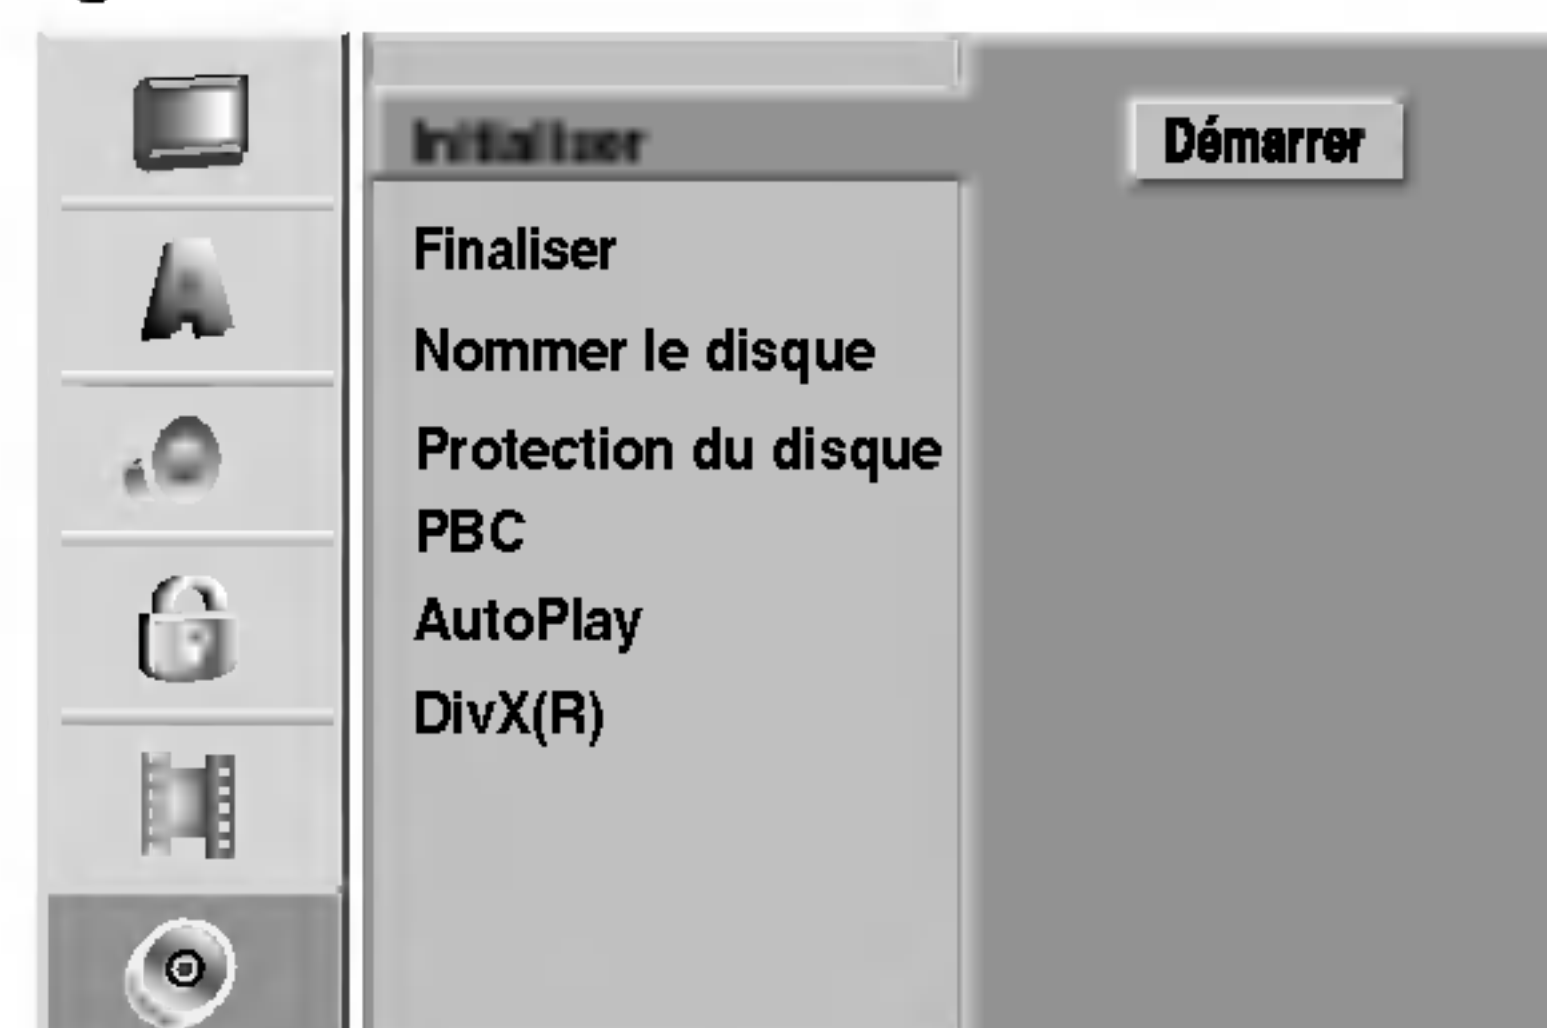 Initialiser
Démarrer
Finaliser
Nommer le disque
Protection du disque
PBC
AutoPlay
DivX(R)